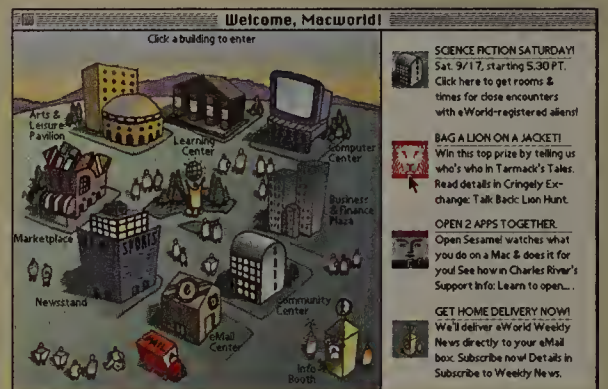 Welcome, Macworld!
Click a building to enter
Arts &
Leisure
Pavilion
Learning
Center
Computer
Center
Business
& Finance
Plaza
Marketplace
SPORTS
Newsstand
Community
Center
eMail
Center
MAIL
Info
Booth
SCIENCE FICTION SATURDAY!
Sat. 9/17, starting 5.30 PT.
Click here to get rooms &
times for close encounters
with eWorld-registered aliens!
BAG A LION ON A JACKET!
Win this top prize by telling us
who's who in Tarmack's Tales.
Read details in Cringely Ex-
change: Talk Back: Lion Hunt.
OPEN 2 APPS TOGETHER.
Open Sesame! watches what
you do on a Mac & does it for
you! See how in Charles River's
Support Info: Learn to open....
GET HOME DELIVERY NOW!
We'll deliver eWorld Weekly
News directly to your eMail
box. Subscribe now! Details in
Subscribe to Weekly News.